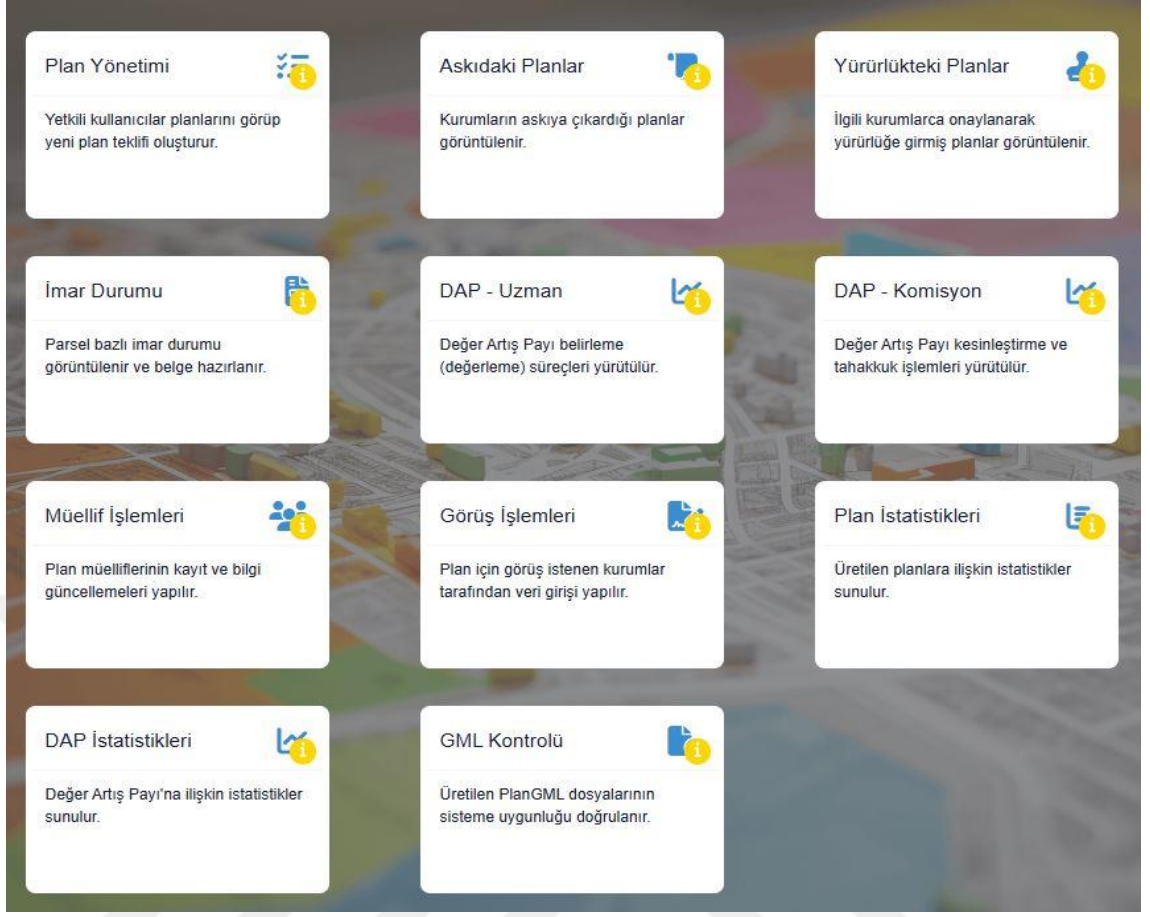 Plan Yönetimi
Yetkili kullanıcılar planlarını görüp
yeni plan teklifi oluşturur.
Askıdaki Planlar
Kurumların askıya çıkardığı planlar
görüntülenir.
Yürürlükteki Planlar
İlgili kurumlarca onaylanarak
yürürlüğe girmiş planlar görüntülenir.
İmar Durumu
Parsel bazlı imar durumu
görüntülenir ve belge hazırlanır.
DAP - Uzman
Değer Artış Payı belirleme
(değerleme) süreçleri yürütülür.
DAP - Komisyon
Değer Artış Payı kesinleştirme ve
tahakkuk işlemleri yürütülür.
Müellif İşlemleri
Plan müelliflerinin kayıt ve bilgi
güncellemeleri yapılır.
Görüş İşlemleri
Plan için görüş istenen kurumlar
tarafından veri girişi yapılır.
Plan İstatistikleri
Üretilen planlara ilişkin istatistikler
sunulur.
DAP İstatistikleri
Değer Artış Payı'na ilişkin istatistikler
sunulur.
GML Kontrolü
Üretilen PlanGML dosyalarının
sisteme uygunluğu doğrulanır.